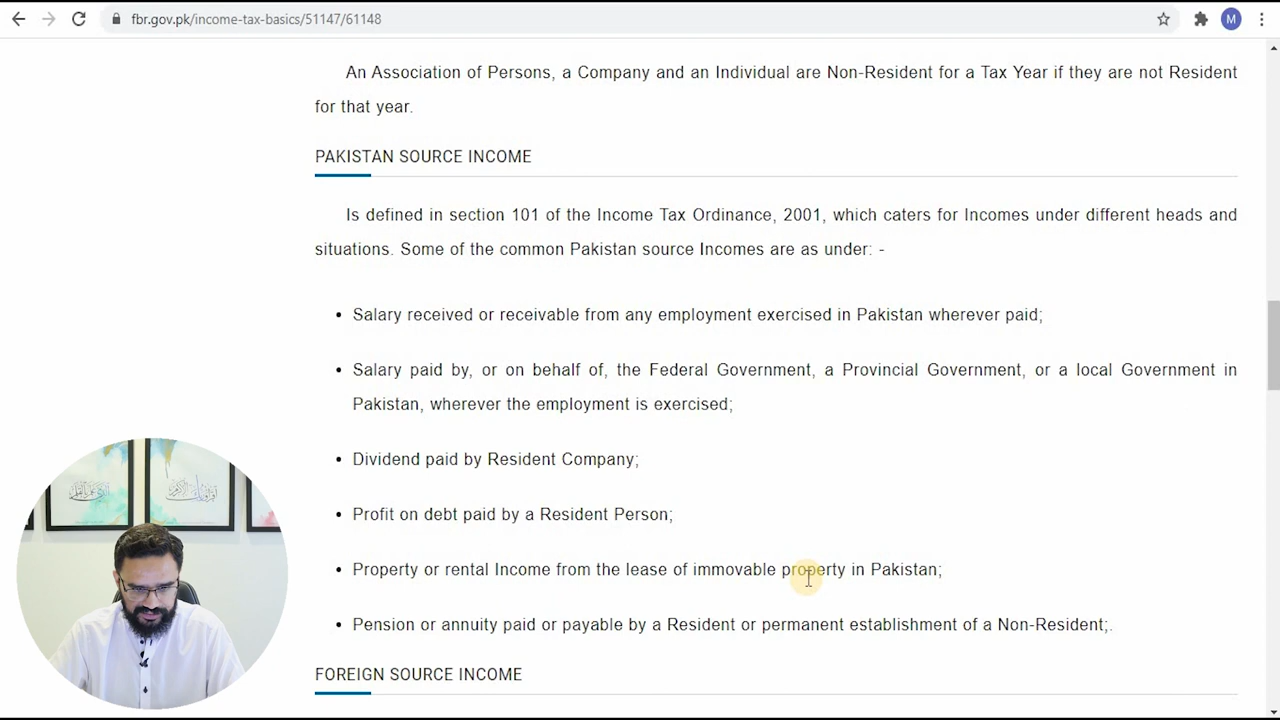 fbr.gov.pk/income-tax-basics/51147/61148
M
An Association of Persons, a Company and an Individual are Non-Resident for a Tax Year if they are not Resident
for that year.
PAKISTAN SOURCE INCOME
Is defined in section 101 of the Income Tax Ordinance, 2001, which caters for Incomes under different heads and
situations. Some of the common Pakistan source Incomes are as under: -
• Salary received or receivable from any employment exercised in Pakistan wherever paid;
• Salary paid by, or on behalf of, the Federal Government, a Provincial Government, or a local Government in
Pakistan, wherever the employment is exercised;
• Dividend paid by Resident Company;
• Profit on debt paid by a Resident Person;
• Property or rental Income from the lease of immovable property in Pakistan;
• Pension or annuity paid or payable by a Resident or permanent establishment of a Non-Resident;.
FOREIGN SOURCE INCOME